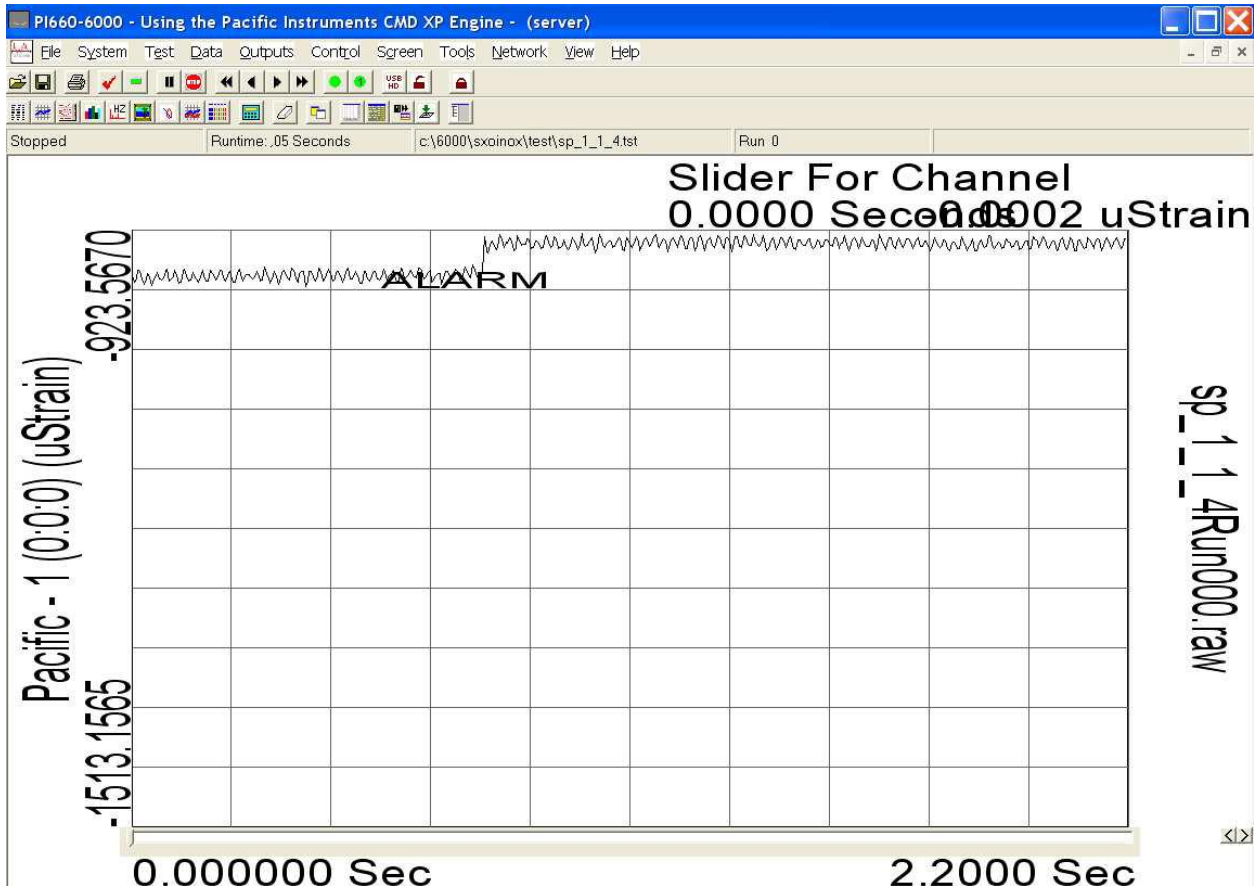 PI660-6000 - Using the Pacific Instruments CMD XP Engine - (server)
File System Test Data Outputs Control Screen Tools Network View Help
USB HD
HZ
Stopped Runtime: ,05 Seconds c:\6000\sxoinox\test\sp_1_1_4.tst Run 0
Slider For Channel
0.0000 Seconds -0.0002 uStrain
-923.5670
ALARM
Pacific - 1 (0:0:0) (uStrain)
sp_1_1_4Run000.raw
-1513.1565
0.000000 Sec 2.2000 Sec